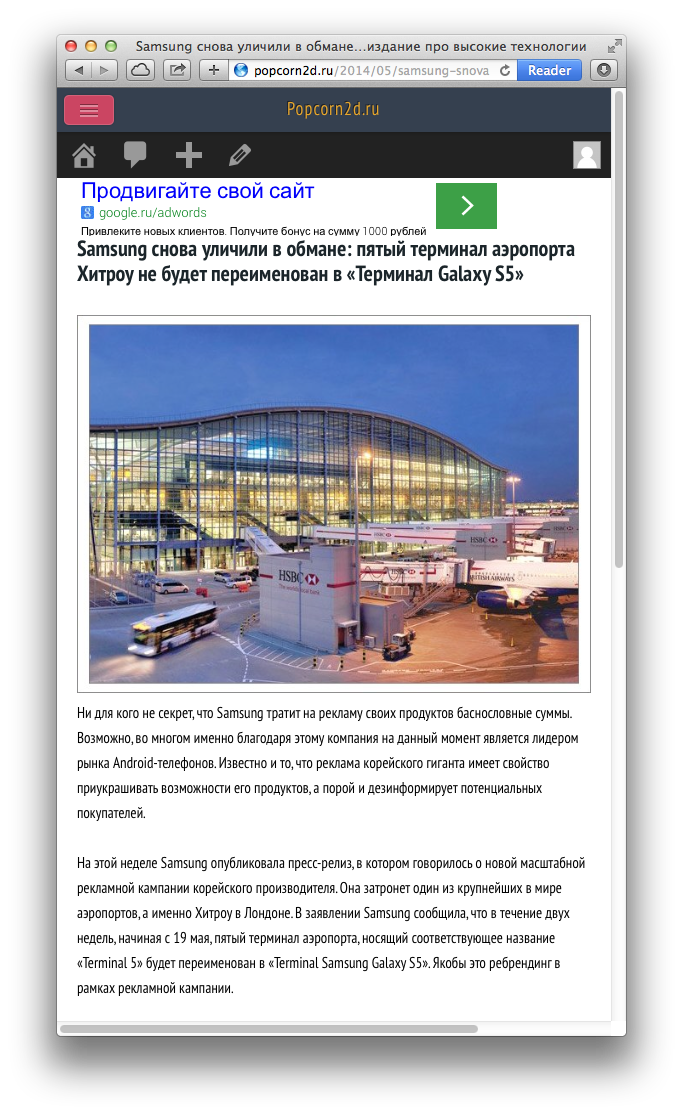 Samsung снова уличили в обмане…издание про высокие технологии
popcorn2d.ru/2014/05/samsung-snova
Reader
Popcorn2d.ru
Продвигайте свой сайт
google.ru/adwords
Привлеките новых клиентов. Получите бонус на сумму 1000 рублей
Samsung снова уличили в обмане: пятый терминал аэропорта
Хитроу не будет переименован в «Терминал Galaxy S5»
HSBC
BRITISH AIRWAYS
Ни для кого не секрет, что Samsung тратит на рекламу своих продуктов баснословные суммы.
Возможно, во многом именно благодаря этому компания на данный момент является лидером
рынка Android-телефонов. Известно и то, что реклама корейского гиганта имеет свойство
приукрашивать возможности его продуктов, а порой и дезинформирует потенциальных
покупателей.
На этой неделе Samsung опубликовала пресс-релиз, в котором говорилось о новой масштабной
рекламной кампании корейского производителя. Она затронет один из крупнейших в мире
аэропортов, а именно Хитроу в Лондоне. В заявлении Samsung сообщила, что в течение двух
недель, начиная с 19 мая, пятый терминал аэропорта, носящий соответствующее название
«Terminal 5» будет переименован в «Terminal Samsung Galaxy S5». Якобы это ребрендинг в
рамках рекламной кампании.